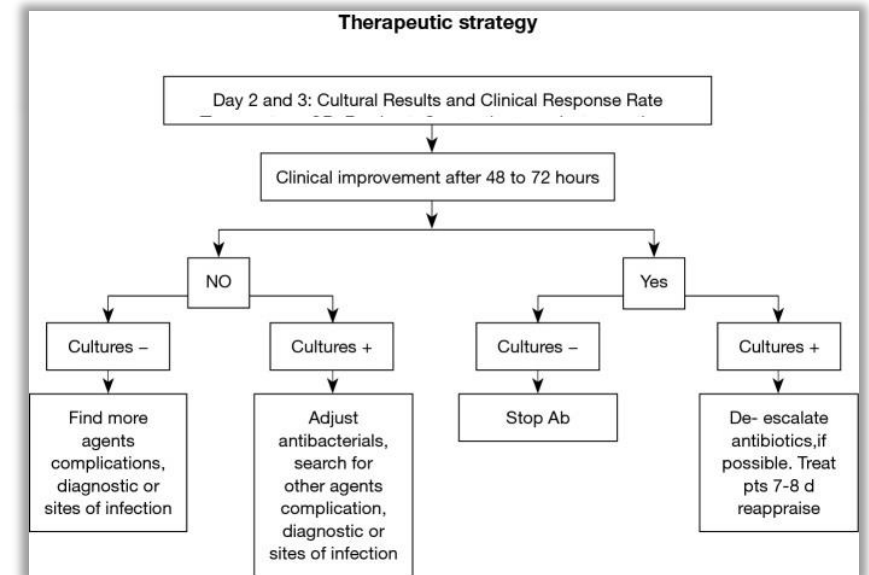 Therapeutic strategy
Day 2 and 3: Cultural Results and Clinical Response Rate
Clinical improvement after 48 to 72 hours
NO
Yes
Cultures –
Cultures +
Cultures –
Cultures +
Find more
agents
complications,
diagnostic or
sites of infection
Adjust
antibacterials,
search for
other agents
complication,
diagnostic or
sites of infection
Stop Ab
De- escalate
antibiotics,if
possible. Treat
pts 7-8 d
reappraise